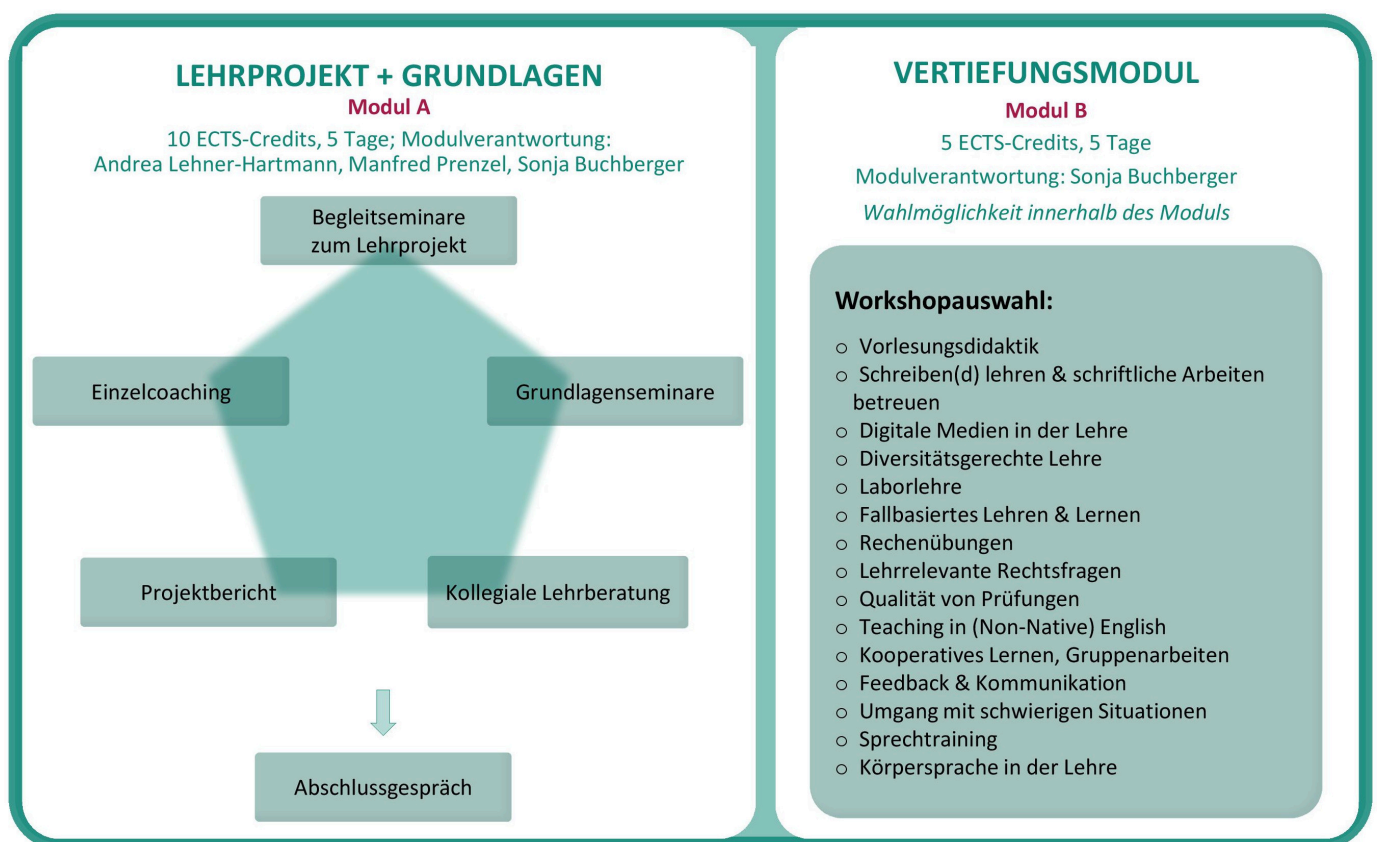 LEHRPROJEKT + GRUNDLAGEN
Modul A
10 ECTS-Credits, 5 Tage; Modulverantwortung:
Andrea Lehner-Hartmann, Manfred Prenzel, Sonja Buchberger
Begleitseminare
zum Lehrprojekt
Einzelcoaching
Grundlagenseminare
Projektbericht
Kollegiale Lehrberatung
Abschlussgespräch
VERTIEFUNGSMODUL
Modul B
5 ECTS-Credits, 5 Tage
Modulverantwortung: Sonja Buchberger
Wahlmöglichkeit innerhalb des Moduls
Workshopauswahl:
o Vorlesungsdidaktik
o Schreiben(d) lehren & schriftliche Arbeiten
betreuen
o Digitale Medien in der Lehre
o Diversitätsgerechte Lehre
o Laborlehre
o Fallbasiertes Lehren & Lernen
o Rechenübungen
o Lehrrelevante Rechtsfragen
o Qualität von Prüfungen
o Teaching in (Non-Native) English
o Kooperatives Lernen, Gruppenarbeiten
o Feedback & Kommunikation
o Umgang mit schwierigen Situationen
o Sprechtraining
o Körpersprache in der Lehre